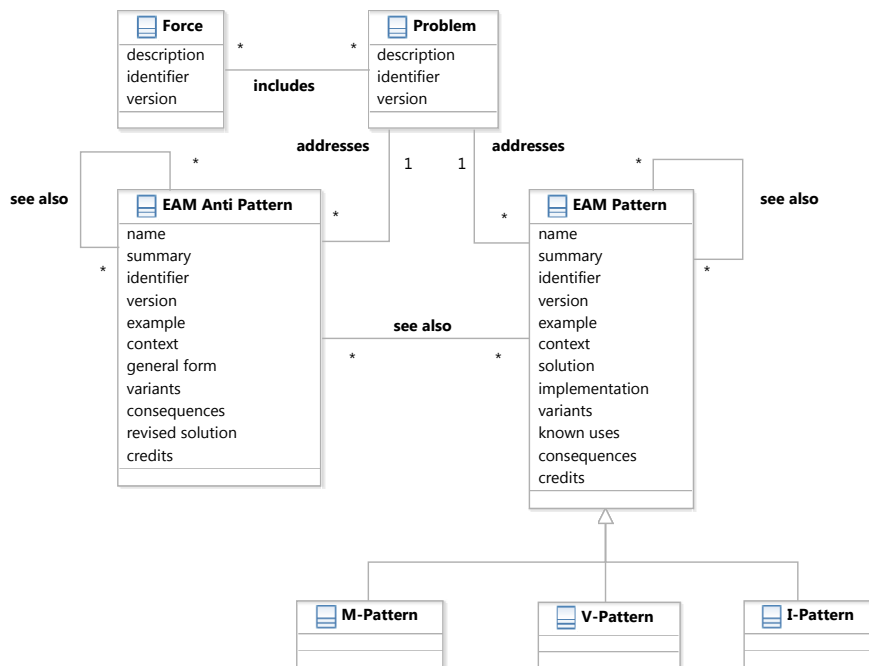 Force
description
identifier
version
*
*
includes
Problem
description
identifier
version
addresses
1
1
addresses
*
see also
*
EAM Anti Pattern
name
summary
identifier
version
example
context
general form
variants
consequences
revised solution
credits
*
*
see also
*
*
EAM Pattern
name
summary
identifier
version
example
context
solution
implementation
variants
known uses
consequences
credits
*
see also
*
M-Pattern
V-Pattern
I-Pattern